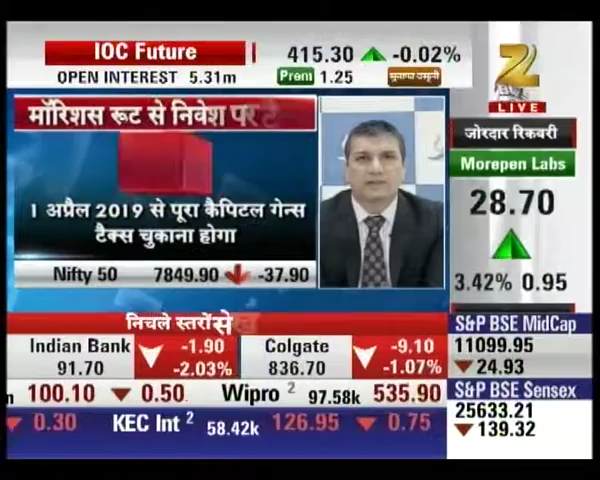 IOC Future
415.30 -0.02%
OPEN INTEREST 5.31m
Prem 1.25
LIVE
मॉरिशस रूट से निवेश पर
1 अप्रैल 2019 से पूरा कैपिटल गेन्स
टैक्स चुकाना होगा
Nifty 50 7849.90 -37.90
जोरदार रिकवरी
Morepen Labs
28.70
3.42% 0.95
निचले स्तरों से
Indian Bank -1.90
91.70 -2.03%
Colgate -9.10
836.70 -1.07%
S&P BSE MidCap
11099.95
24.93
100.10 0.50 Wipro 2 97.58k 535.90
S&P BSE Sensex
25633.21
139.32
0.30 KEC Int 2 58.42k 126.95 0.75